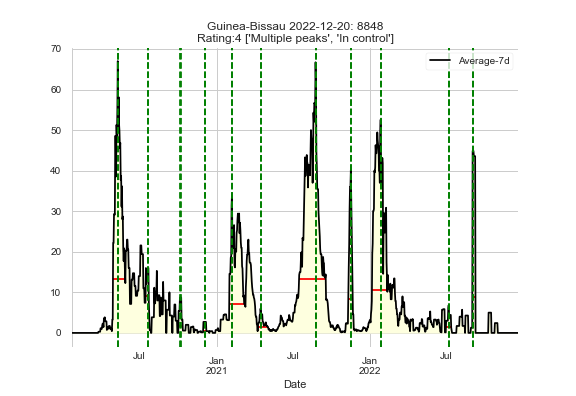 Guinea-Bissau 2022-12-20: 8848
Rating:4 ['Multiple peaks', 'In control']
Average-7d
70
60
50
40
30
20
10
0
Jul
Jan
2021
Jul
Jan
2022
Jul
Date